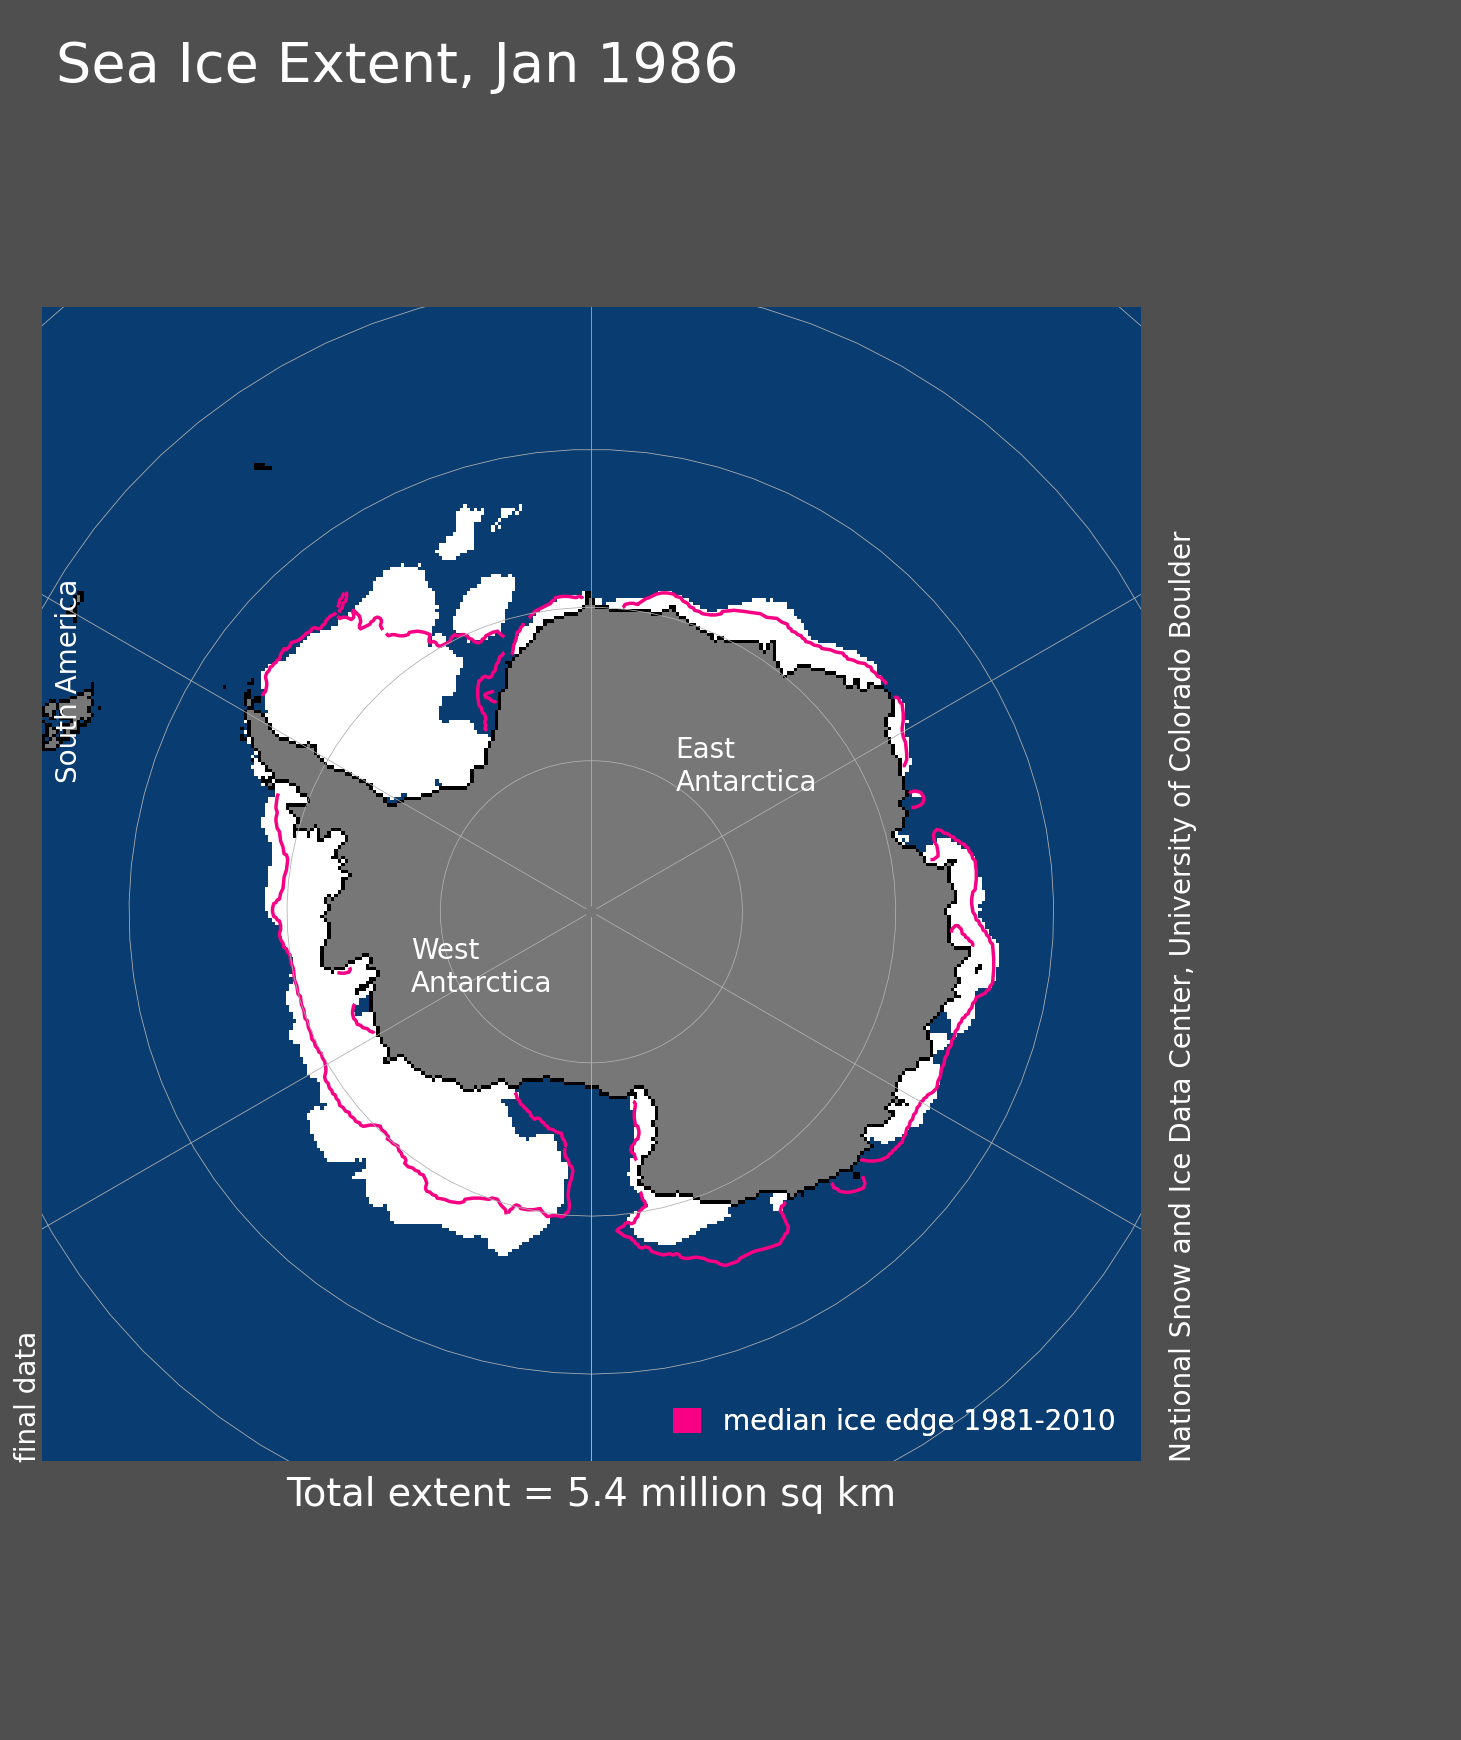 Sea Ice Extent, Jan 1986
South America
East
Antarctica
West
Antarctica
median ice edge 1981-2010
final data
National Snow and Ice Data Center, University of Colorado Boulder
Total extent = 5.4 million sq km